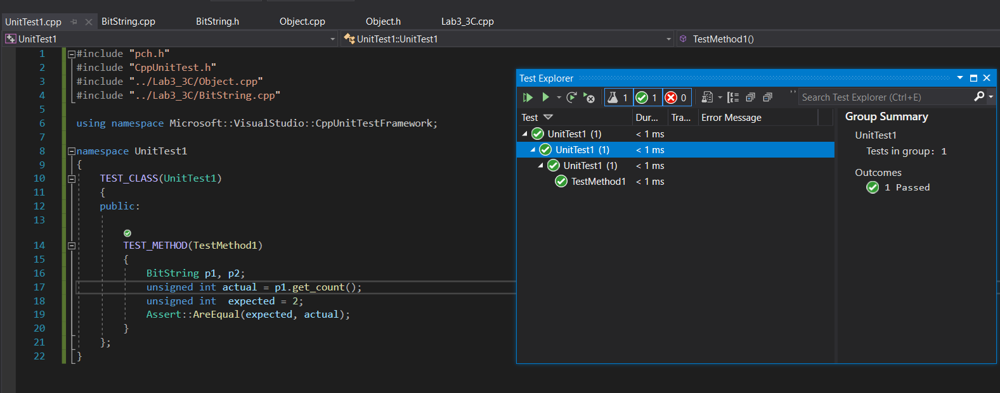 UnitTest1.cpp BitString.cpp BitString.h Object.cpp Object.h Lab3_3C.cpp
UnitTest1 UnitTest1::UnitTest1 TestMethod1()
1 #include "pch.h"
2 #include "CppUnitTest.h"
3 #include "../Lab3_3C/Object.cpp"
4 #include "../Lab3_3C/BitString.cpp"
5
6 using namespace Microsoft::VisualStudio::CppUnitTestFramework;
7
8 namespace UnitTest1
9 {
10 TEST_CLASS(UnitTest1)
11 {
12 public:
13
14 TEST_METHOD(TestMethod1)
15 {
16 BitString p1, p2;
17 unsigned int actual = p1.get_count();
18 unsigned int  expected = 2;
19 Assert::AreEqual(expected, actual);
20 }
21 };
22 }
Test Explorer
1 1 0 Search Test Explorer (Ctrl+E)
Test Dur... Tra... Error Message
UnitTest1 (1) < 1 ms
UnitTest1 (1) < 1 ms
UnitTest1 (1) < 1 ms
TestMethod1 < 1 ms
Group Summary
UnitTest1
Tests in group: 1
Outcomes
1 Passed